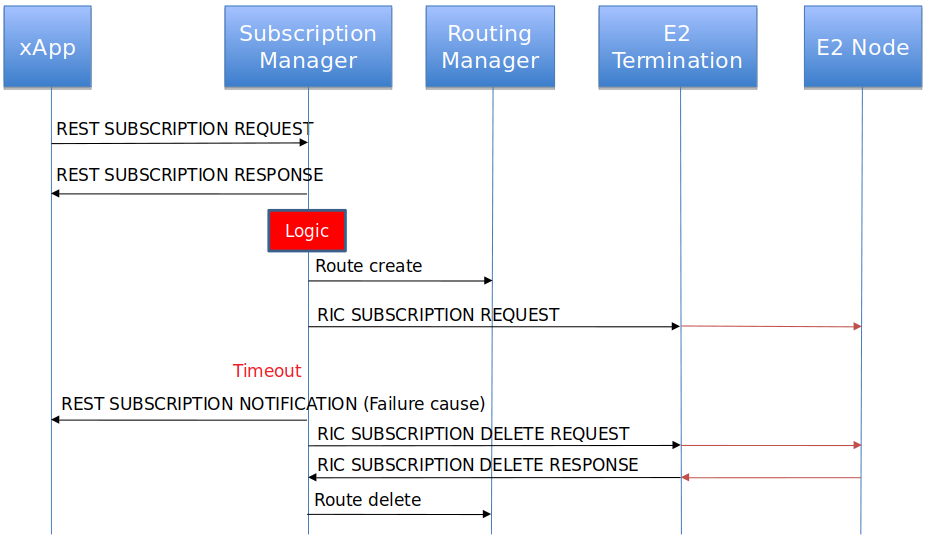 xApp
Subscription
Manager
Routing
Manager
E2
Termination
E2 Node
REST SUBSCRIPTION REQUEST
REST SUBSCRIPTION RESPONSE
Logic
Route create
RIC SUBSCRIPTION REQUEST
Timeout
REST SUBSCRIPTION NOTIFICATION (Failure cause)
RIC SUBSCRIPTION DELETE REQUEST
RIC SUBSCRIPTION DELETE RESPONSE
Route delete